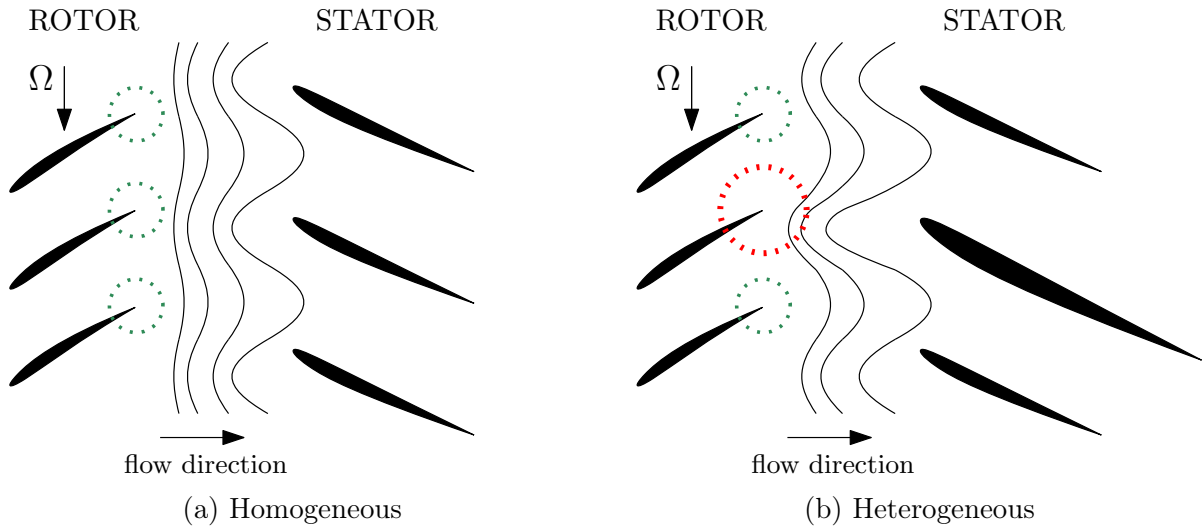 ROTOR STATOR
Ω
flow direction
(a) Homogeneous
ROTOR STATOR
Ω
flow direction
(b) Heterogeneous